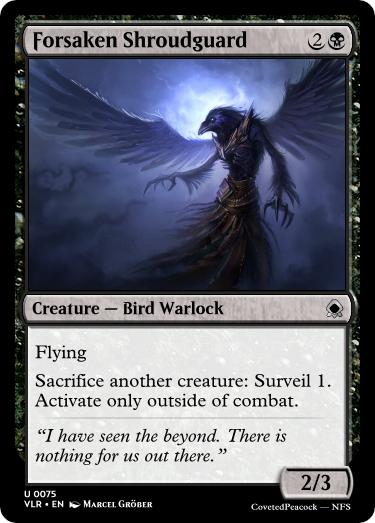 Forsaken Shroudguard 2
Creature — Bird Warlock
Flying
Sacrifice another creature: Surveil 1.
Activate only outside of combat.
“I have seen the beyond. There is
nothing for us out there.”
2/3
U 0075
VLR • EN Marcel Gröber
CovetedPeacock — NFS